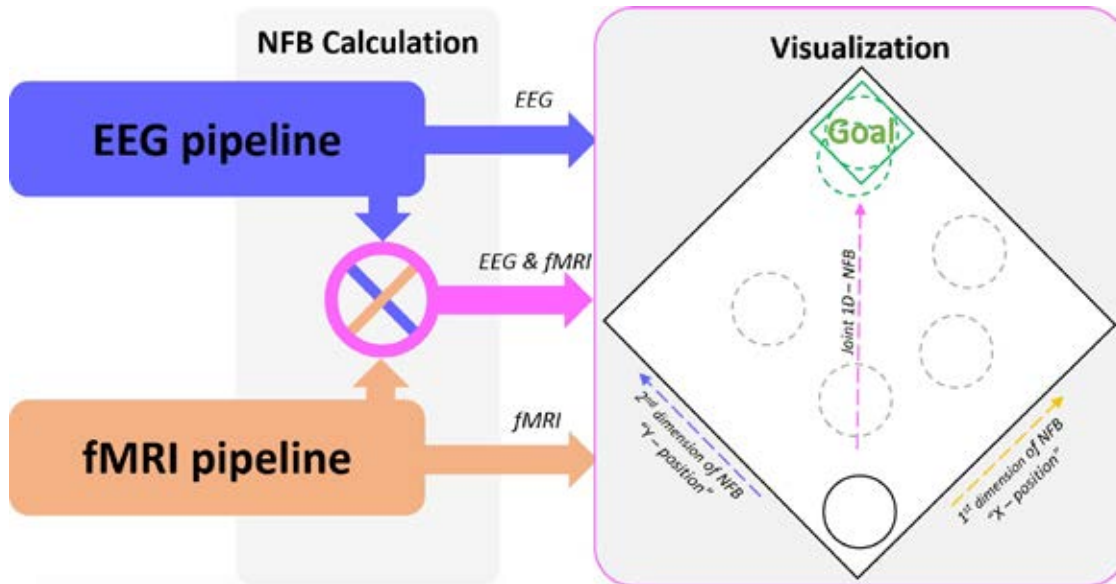 NFB Calculation
EEG pipeline
EEG
EEG & fMRI
fMRI pipeline
fMRI
Visualization
Goal
Joint 1D – NFB
2nd dimension of NFB
"Y – position"
1st dimension of NFB
"X – position"